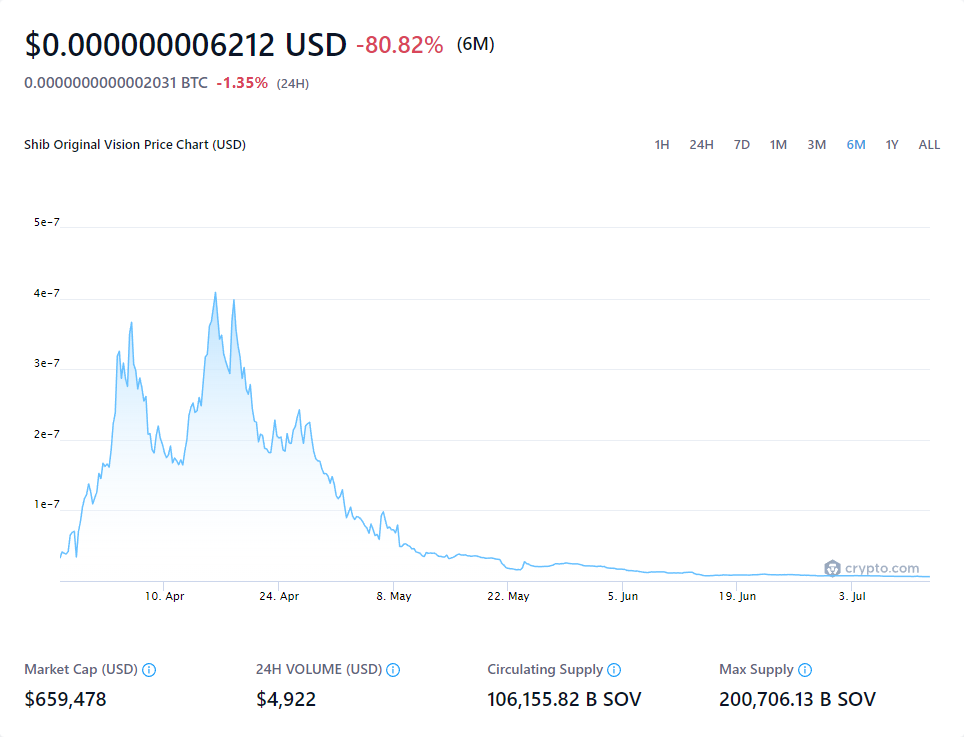 $0.000000006212 USD -80.82% (6M)
0.0000000000002031 BTC -1.35% (24H)
Shib Original Vision Price Chart (USD) 1H 24H 7D 1M 3M 6M 1Y ALL
5e-7
4e-7
3e-7
2e-7
1e-7
crypto.com
10. Apr 24. Apr 8. May 22. May 5. Jun 19. Jun 3. Jul
Market Cap (USD) 24H VOLUME (USD) Circulating Supply Max Supply
$659,478 $4,922 106,155.82 B SOV 200,706.13 B SOV